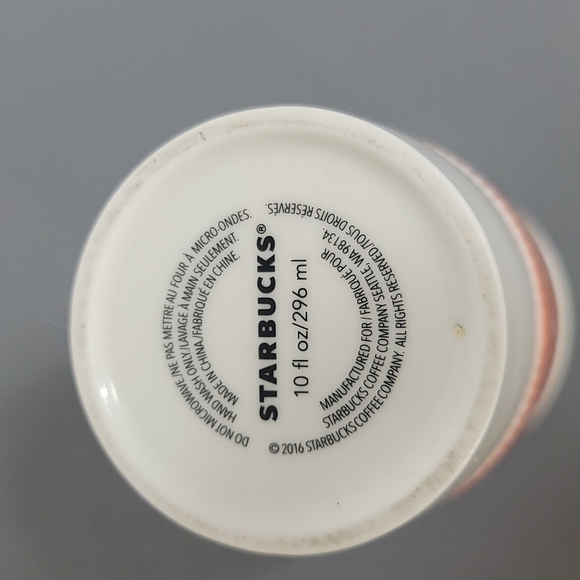 DO NOT MICROWAVE/NE PAS METTRE AU FOUR À MICRO-ONDES.
HAND WASH ONLY/LAVAGE À MAIN SEULEMENT.
MADE IN CHINA/FABRIQUÉ EN CHINE.
STARBUCKS®
10 fl oz/296 ml
MANUFACTURED FOR / FABRIQUÉ POUR
STARBUCKS COFFEE COMPANY SEATTLE, WA 98134.
© 2016 STARBUCKS COFFEE COMPANY. ALL RIGHTS RESERVED./TOUS DROITS RÉSERVÉS.